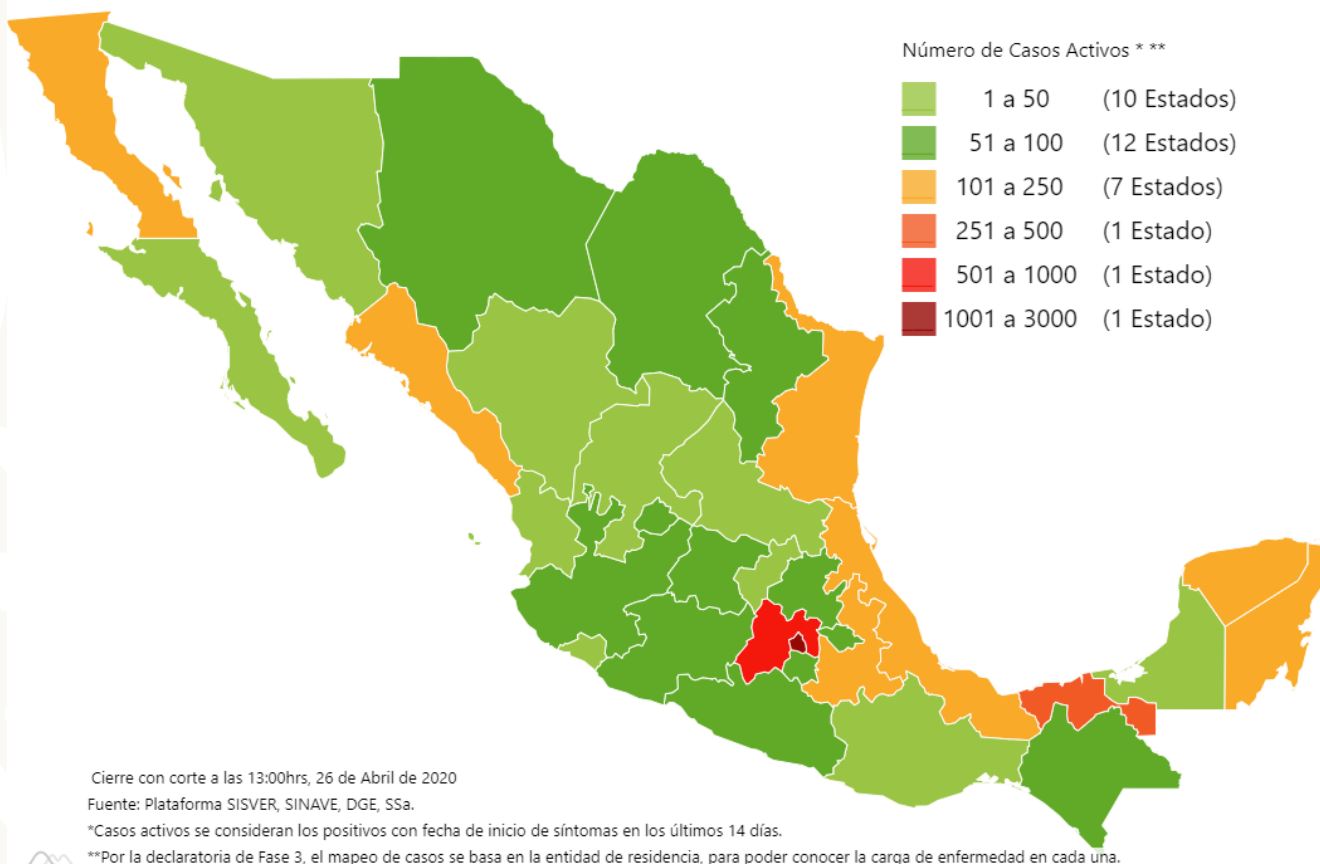 Número de Casos Activos * **
1 a 50 (10 Estados)
51 a 100 (12 Estados)
101 a 250 (7 Estados)
251 a 500 (1 Estado)
501 a 1000 (1 Estado)
1001 a 3000 (1 Estado)
Cierre con corte a las 13:00hrs, 26 de Abril de 2020
Fuente: Plataforma SISVER, SINAVE, DGE, SSa.
*Casos activos se consideran los positivos con fecha de inicio de síntomas en los últimos 14 días.
**Por la declaratoria de Fase 3, el mapeo de casos se basa en la entidad de residencia, para poder conocer la carga de enfermedad en cada una.